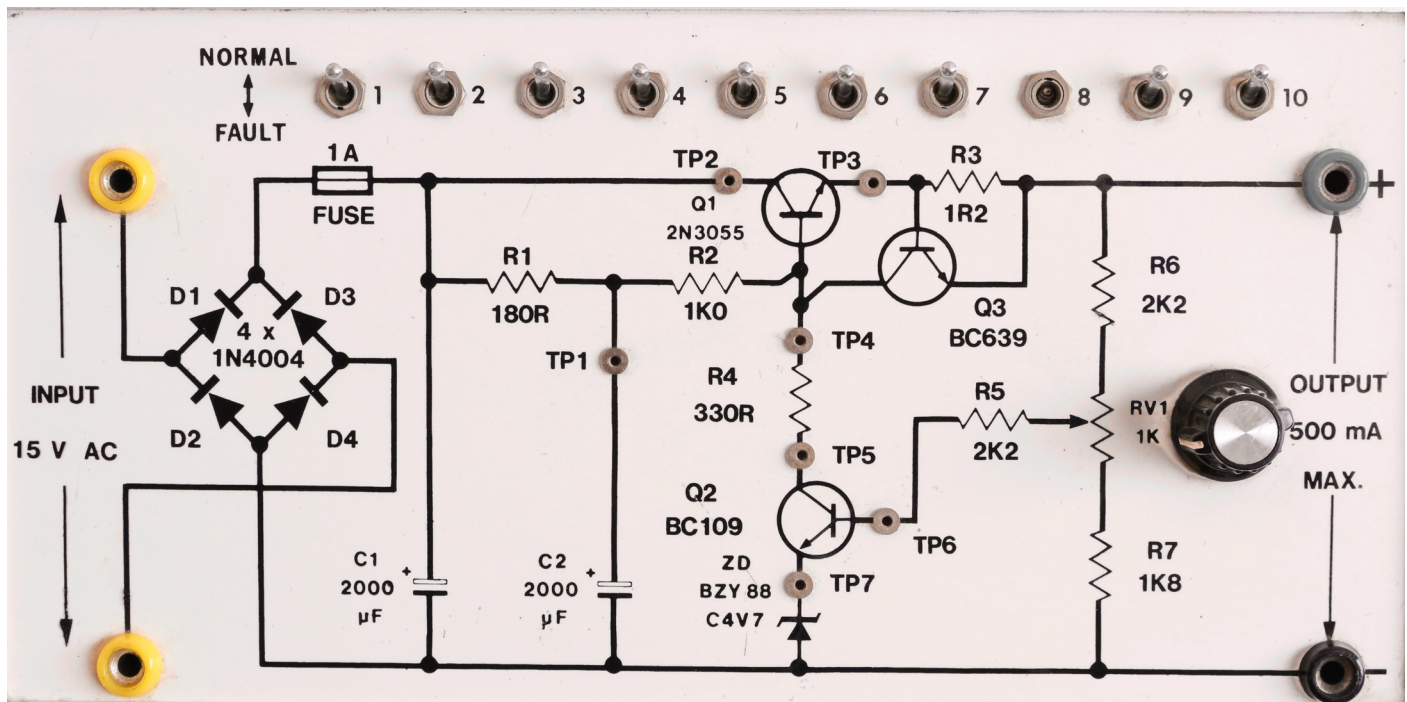 NORMAL
FAULT
1 2 3 4 5 6 7 8 9 10
1A
FUSE
TP2
TP3
R3
1R2
Q1
2N3055
R1
180R
R2
1K0
D1
D3
4 x
1N4004
D2
D4
TP1
TP4
Q3
BC639
R6
2K2
INPUT
15 V AC
R4
330R
R5
2K2
RV1
1K
OUTPUT
500 mA
MAX.
TP5
Q2
BC109
TP6
C1
+
2000
µF
C2
+
2000
µF
ZD
BZY 88
C4V7
TP7
R7
1K8
+
−